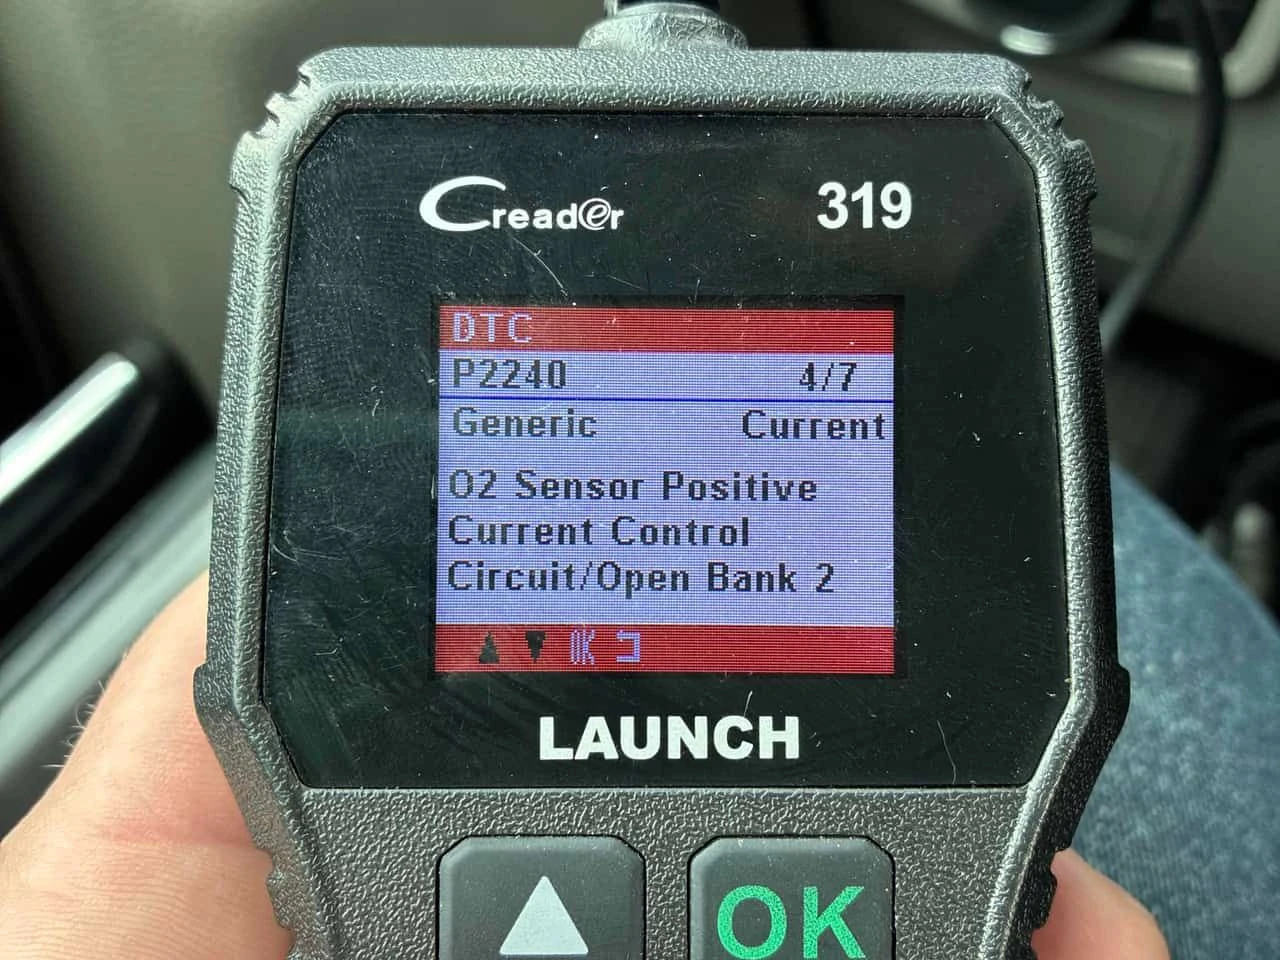 Creader 319
DTC
P2240 4/7
Generic Current
O2 Sensor Positive
Current Control
Circuit/Open Bank 2
OK
LAUNCH
OK